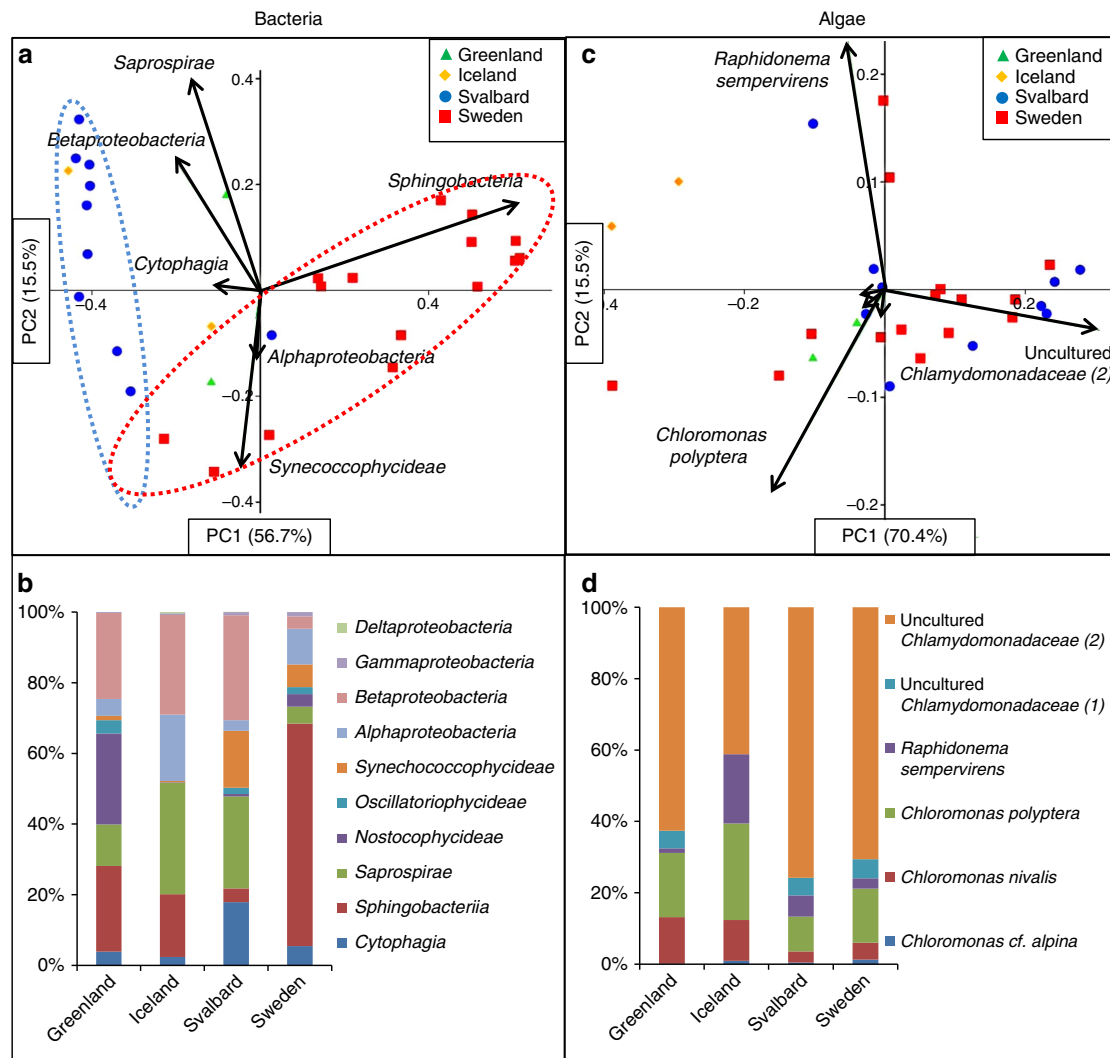 Bacteria
Algae
a
Greenland
Iceland
Svalbard
Sweden
Saprospirae
Betaproteobacteria
Sphingobacteria
Cytophagia
Alphaproteobacteria
Synecoccophycideae
0.4
0.2
−0.4
0.4
−0.2
−0.4
PC2 (15.5%)
PC1 (56.7%)
c
Greenland
Iceland
Svalbard
Sweden
Raphidonema
sempervirens
Uncultured
Chlamydomonadaceae (2)
Chloromonas
polyptera
0.2
0.1
0.4
−0.2
0.2
−0.1
−0.2
PC2 (15.5%)
PC1 (70.4%)
b
100%
80%
60%
40%
20%
0%
Greenland
Iceland
Svalbard
Sweden
Deltaproteobacteria
Gammaproteobacteria
Betaproteobacteria
Alphaproteobacteria
Synechococcophycideae
Oscillatoriophycideae
Nostocophycideae
Saprospirae
Sphingobacteriia
Cytophagia
d
100%
80%
60%
40%
20%
0%
Greenland
Iceland
Svalbard
Sweden
Uncultured
Chlamydomonadaceae (2)
Uncultured
Chlamydomonadaceae (1)
Raphidonema
sempervirens
Chloromonas polyptera
Chloromonas nivalis
Chloromonas cf. alpina